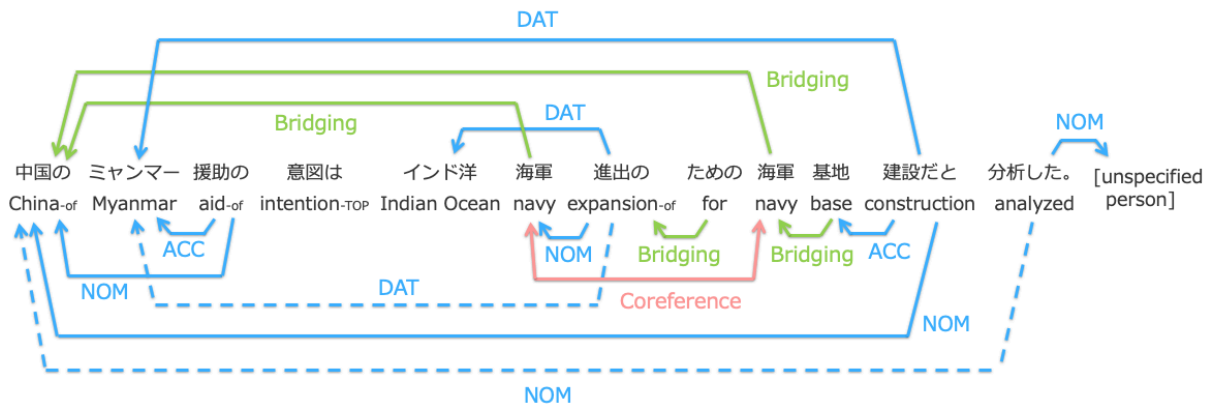 DAT
Bridging
DAT
Bridging
NOM
中国の ミャンマー 援助の 意図は インド洋 海軍 進出の ための 海軍 基地 建設だと 分析した。 [unspecified person]
China-of Myanmar aid-of intention-TOP Indian Ocean navy expansion-of for navy base construction analyzed
ACC NOM Bridging Bridging ACC
NOM DAT Coreference
NOM
NOM